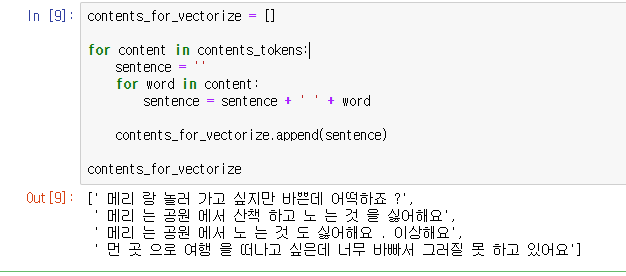 In [9]: contents_for_vectorize = []
for content in contents_tokens:
sentence = ''
for word in content:
sentence = sentence + ' ' + word
contents_for_vectorize.append(sentence)
contents_for_vectorize
Out[9]: [' 메리 랑 놀러 가고 싶지만 바쁜데 어떡하죠 ?',
' 메리 는 공원 에서 산책 하고 노 는 것 을 싫어해요',
' 메리 는 공원 에서 노 는 것 도 싫어해요 . 이상해요',
' 먼 곳 으로 여행 을 떠나고 싶은데 너무 바빠서 그러질 못 하고 있어요']